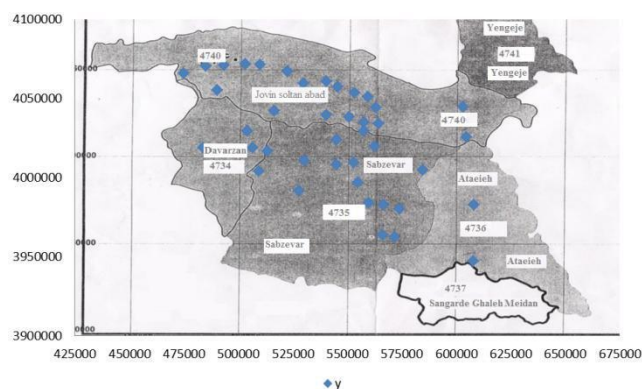 4100000
4050000
4000000
3950000
3900000
Yengeje
4741
Yengeje
4740
Jovin soltan abad
4740
Davarzan
4734
Sabzevar
Ataeieh
4735
4736
Sabzevar
Ataeieh
4737
Sangarde Ghaleh Meidan
425000 450000 475000 500000 525000 550000 575000 600000 625000 650000 675000
y